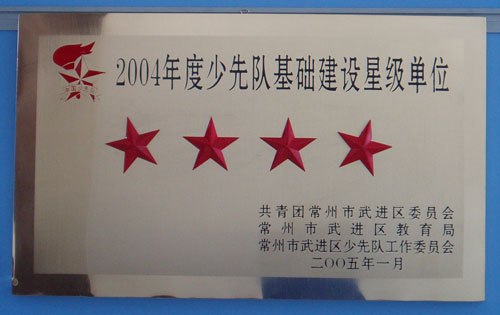 2004年度少先队基础建设星级单位
共青团常州市武进区委员会
常州市武进区教育局
常州市武进区少先队工作委员会
二〇〇五年一月